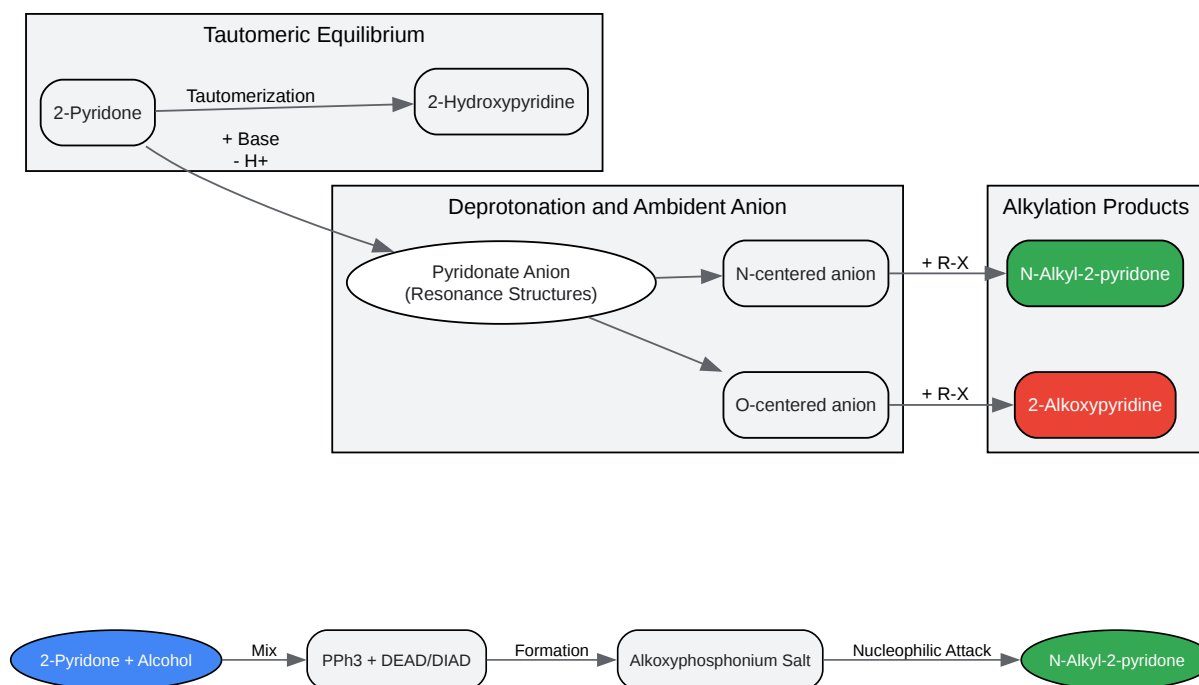 Tautomeric Equilibrium
2-Pyridone
Tautomerization
2-Hydroxypyridine
+ Base
- H+
Deprotonation and Ambident Anion
Pyridonate Anion
(Resonance Structures)
N-centered anion
O-centered anion
+ R-X
+ R-X
Alkylation Products
N-Alkyl-2-pyridone
2-Alkoxypyridine
2-Pyridone + Alcohol
Mix
PPh3 + DEAD/DIAD
Formation
Alkoxyphosphonium Salt
Nucleophilic Attack
N-Alkyl-2-pyridone